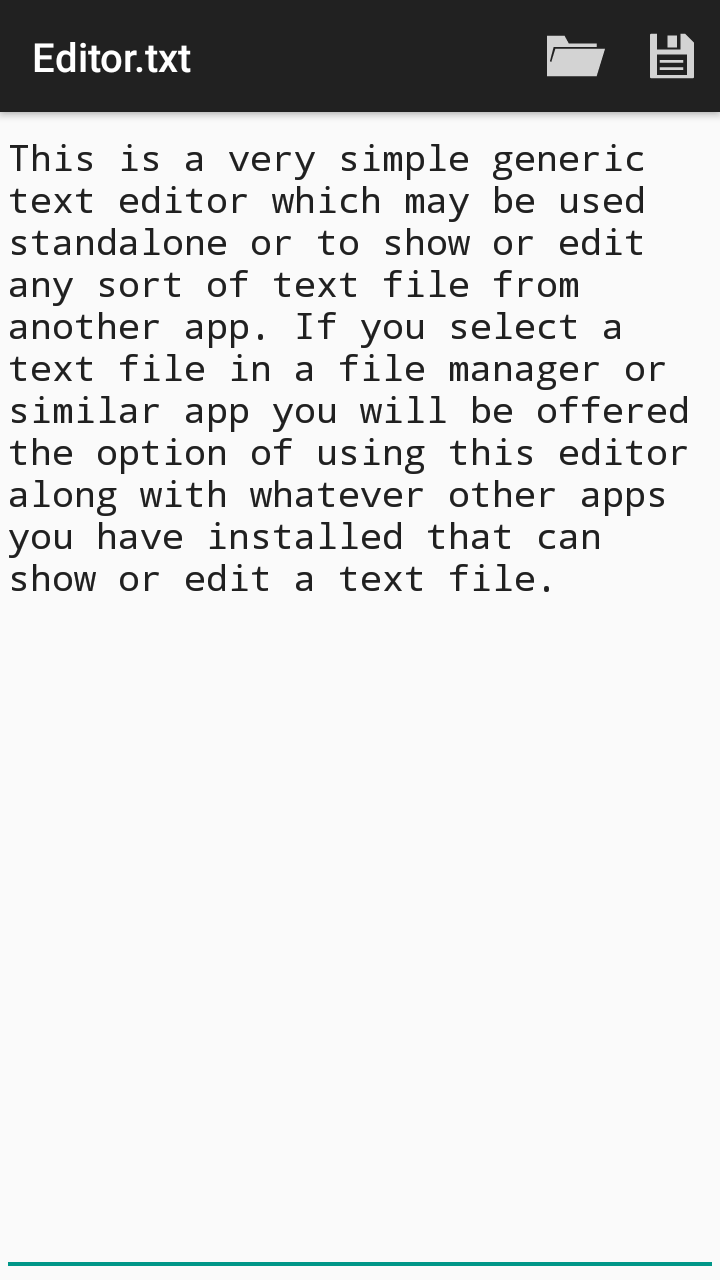 Editor.txt
This is a very simple generic
text editor which may be used
standalone or to show or edit
any sort of text file from
another app. If you select a
text file in a file manager or
similar app you will be offered
the option of using this editor
along with whatever other apps
you have installed that can
show or edit a text file.